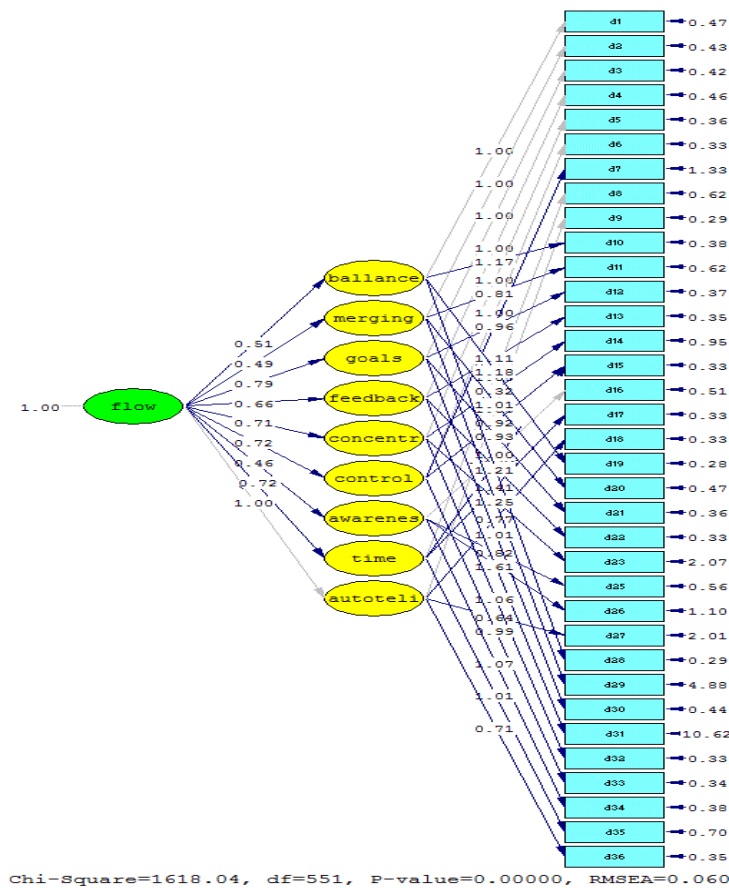 1.00
flow
0.51
0.49
0.79
0.66
0.71
0.72
0.46
0.72
1.00
ballance
merging
goals
feedback
concentr
control
awarenes
time
autoteli
1.00
1.00
1.00
1.00
1.17
1.00
0.81
1.00
0.96
1.11
1.18
0.32
1.01
0.92
0.93
1.00
1.21
1.41
1.25
0.77
1.01
0.82
1.61
1.06
0.64
0.99
1.07
1.01
0.71
d1 0.47
d2 0.43
d3 0.42
d4 0.46
d5 0.36
d6 0.33
d7 1.33
d8 0.62
d9 0.29
d10 0.38
d11 0.62
d12 0.37
d13 0.35
d14 0.95
d15 0.33
d16 0.51
d17 0.33
d18 0.33
d19 0.28
d20 0.47
d21 0.36
d22 0.33
d23 2.07
d25 0.56
d26 1.10
d27 2.01
d28 0.29
d29 4.88
d30 0.44
d31 10.62
d32 0.33
d33 0.34
d34 0.38
d35 0.70
d36 0.35
Chi-Square=1618.04, df=551, P-value=0.00000, RMSEA=0.060